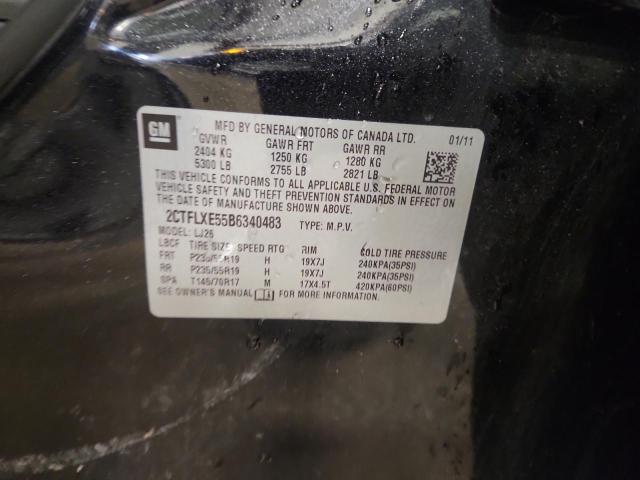 GM
MFD BY GENERAL MOTORS OF CANADA LTD. 01/11
GVWR GAWR FRT GAWR RR
2404 KG 1250 KG 1280 KG
5300 LB 2755 LB 2821 LB
THIS VEHICLE CONFORMS TO ALL APPLICABLE U.S. FEDERAL MOTOR
VEHICLE SAFETY AND THEFT PREVENTION STANDARDS IN EFFECT ON
THE DATE OF MANUFACTURE SHOWN ABOVE.
2CTFLXE55B6340483 TYPE: M.P.V.
MODEL: LJ26
LBCF TIRE SIZE SPEED RTG RIM COLD TIRE PRESSURE
FRT P235/55R19 H 19X7J 240KPA(35PSI)
RR P235/55R19 H 19X7J 240KPA(35PSI)
SPA T145/70R17 M 17X4.5T 420KPA(60PSI)
SEE OWNER'S MANUAL FOR MORE INFORMATION.